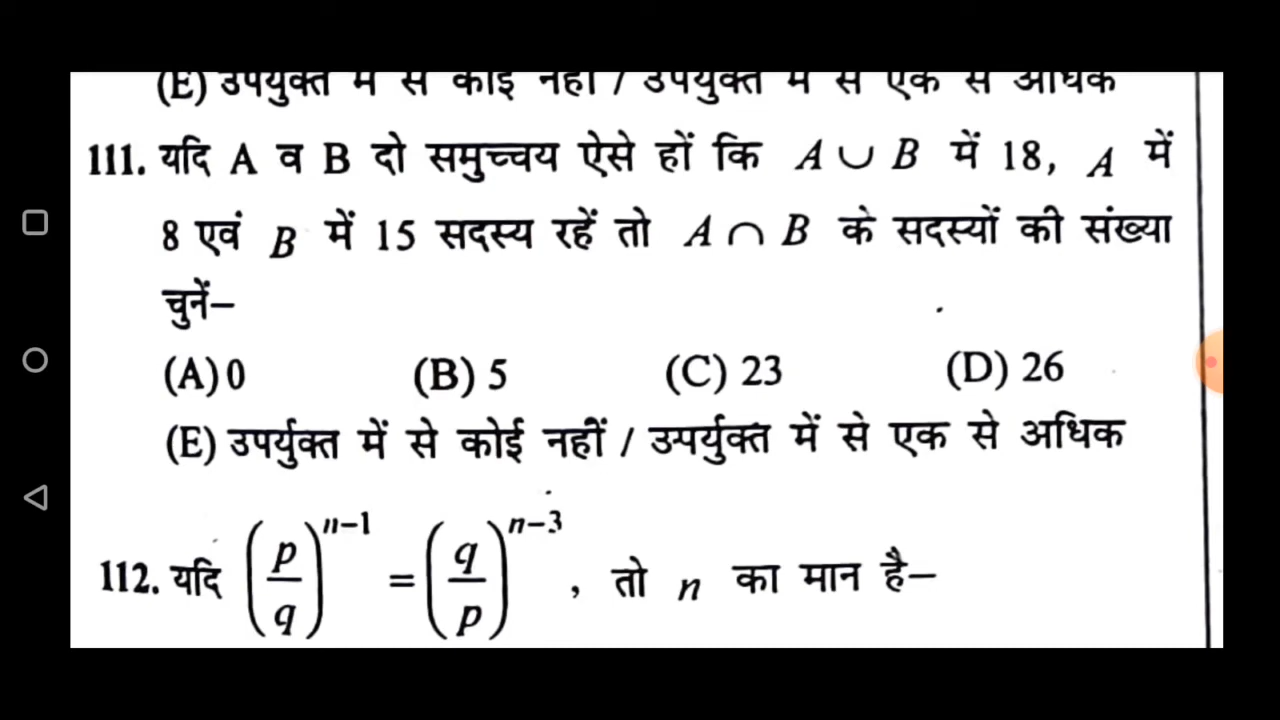 (E) उपर्युक्त में से कोई नहीं / उपर्युक्त में से एक से अधिक
111. यदि A व B दो समुच्चय ऐसे हों कि A ∪ B में 18, A में
8 एवं B में 15 सदस्य रहें तो A ∩ B के सदस्यों की संख्या
चुनें–
(A) 0 (B) 5 (C) 23 (D) 26
(E) उपर्युक्त में से कोई नहीं / उपर्युक्त में से एक से अधिक
112. यदि (p/q)^(n–1) = (q/p)^(n–3), तो n का मान है–